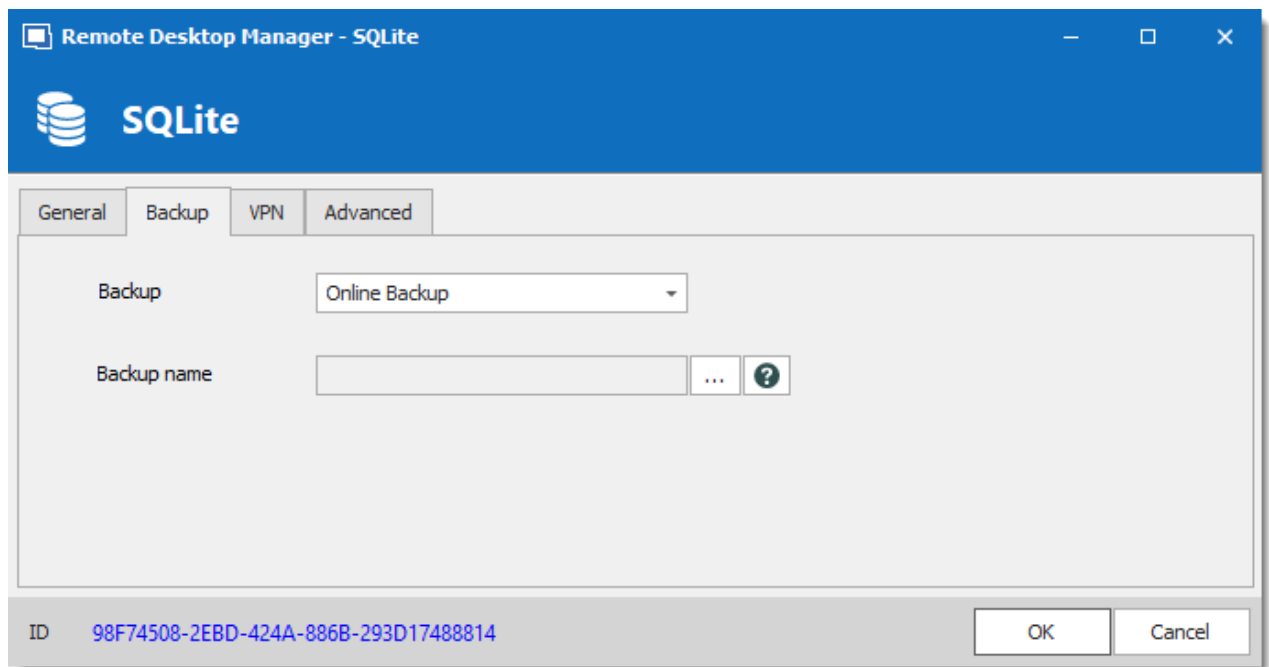 Remote Desktop Manager - SQLite
SQLite
General Backup VPN Advanced
Backup Online Backup
Backup name ... ?
ID 98F74508-2EBD-424A-886B-293D17488814 OK Cancel